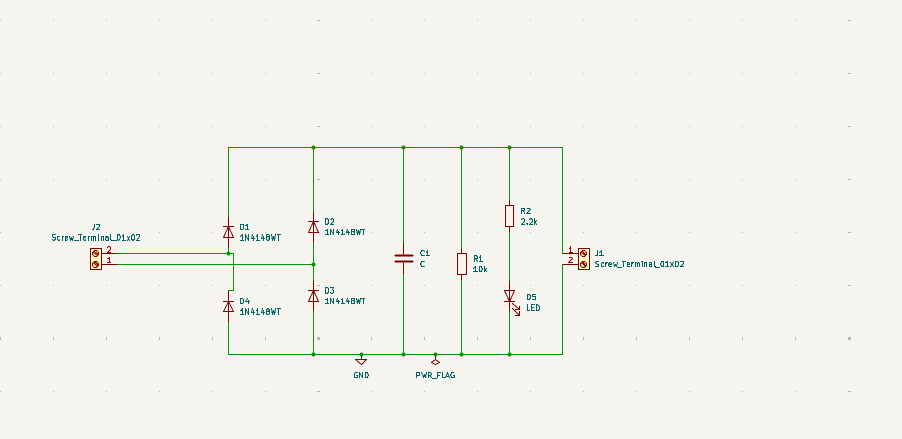 J2
Screw_Terminal_01x02
2
1
D1
1N4148WT
D2
1N4148WT
D4
1N4148WT
D3
1N4148WT
C1
C
R1
10k
R2
2.2k
D5
LED
1
2
J1
Screw_Terminal_01x02
GND
PWR_FLAG